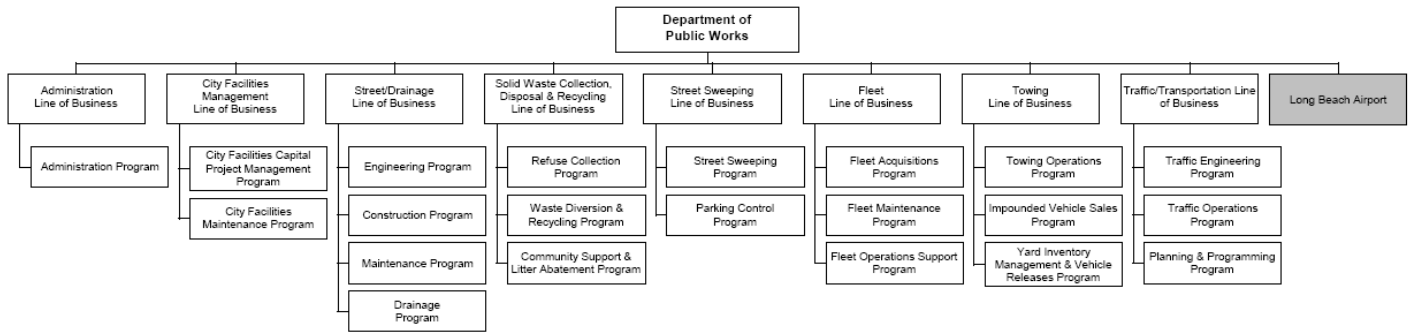 Department of
Public Works
Administration
Line of Business
City Facilities
Management
Line of Business
Street/Drainage
Line of Business
Solid Waste Collection,
Disposal & Recycling
Line of Business
Street Sweeping
Line of Business
Fleet
Line of Business
Towing
Line of Business
Traffic/Transportation Line
of Business
Long Beach Airport
Administration Program
City Facilities Capital
Project Management
Program
City Facilities
Maintenance Program
Engineering Program
Construction Program
Maintenance Program
Drainage
Program
Refuse Collection
Program
Waste Diversion &
Recycling Program
Community Support &
Litter Abatement Program
Street Sweeping
Program
Parking Control
Program
Fleet Acquisitions
Program
Fleet Maintenance
Program
Fleet Operations Support
Program
Towing Operations
Program
Impounded Vehicle Sales
Program
Yard Inventory
Management & Vehicle
Releases Program
Traffic Engineering
Program
Traffic Operations
Program
Planning & Programming
Program